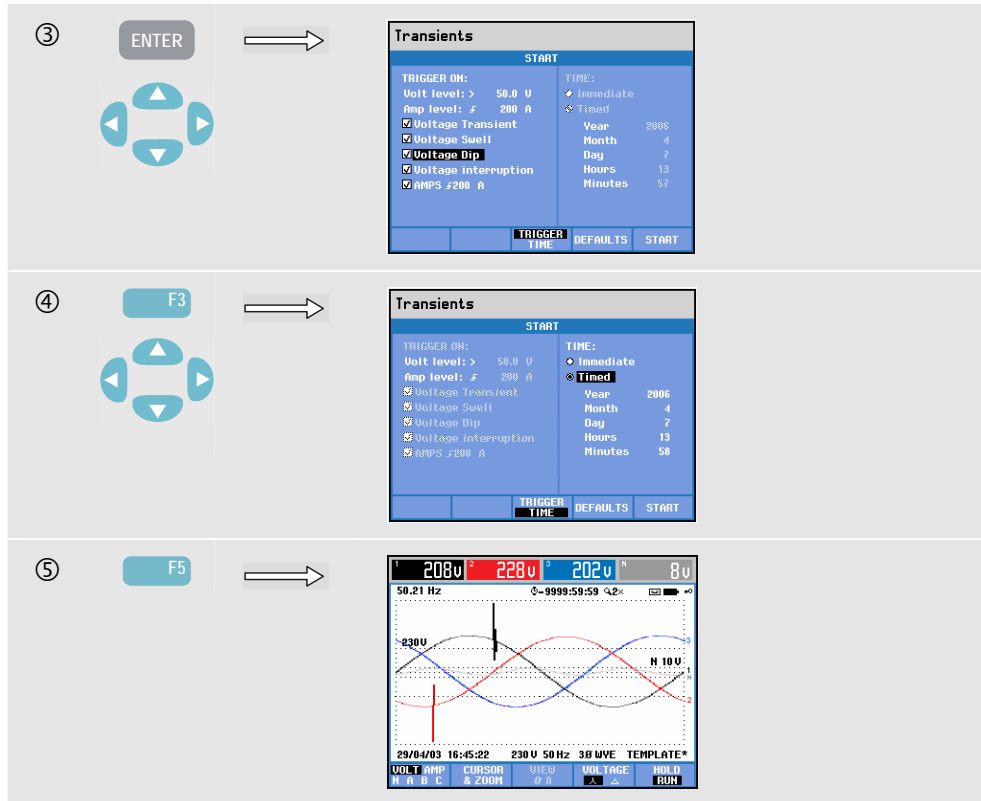 ③
ENTER
Transients
START
TRIGGER ON:
Volt level: > 50.0 V
Amp level: 200 A
Voltage Transient
Voltage Swell
Voltage Dip
Voltage interruption
AMPS 200 A
TIME:
Immediate
Timed
Year 2006
Month 4
Day 7
Hours 13
Minutes 57
TRIGGER
TIME
DEFAULTS
START
④
F3
Transients
START
TRIGGER ON:
Volt level: > 50.0 V
Amp level: 200 A
Voltage Transient
Voltage Swell
Voltage Dip
Voltage interruption
AMPS 200 A
TIME:
Immediate
Timed
Year 2006
Month 4
Day 7
Hours 13
Minutes 58
TRIGGER
TIME
DEFAULTS
START
⑤
F5
1 208V 2 228V 3 202V N 8V
50.21 Hz -9999:59:59 2×
230V
3
N 10V
1
N
2
29/04/03 16:45:22 230V 50Hz 3Ø WYE TEMPLATE*
VOLT AMP
N A B C
CURSOR
& ZOOM
VIEW
# 0
VOLTAGE
HOLD
RUN